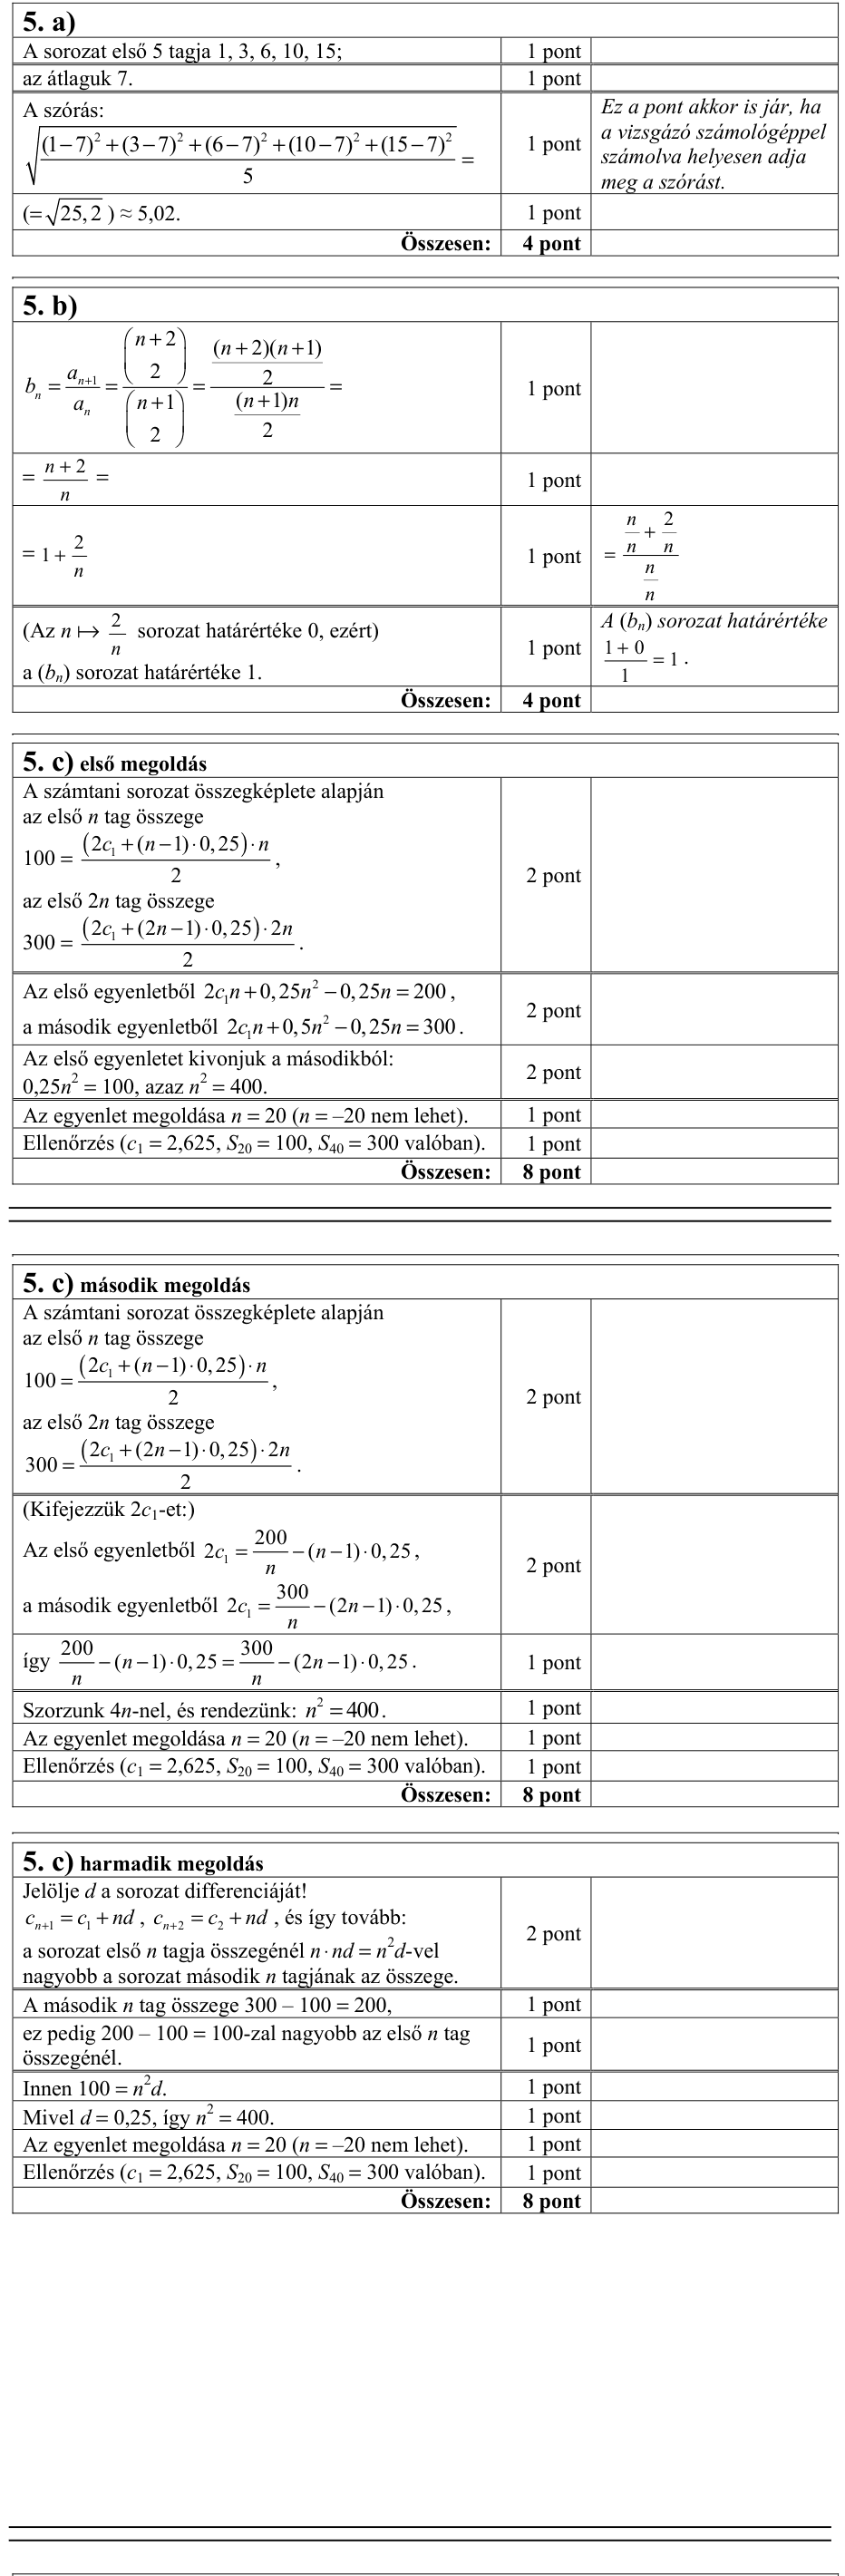 5. a)
A sorozat első 5 tagja 1, 3, 6, 10, 15; 1 pont
az átlaguk 7. 1 pont
A szórás:
√(((1−7)² + (3−7)² + (6−7)² + (10−7)² + (15−7)²)/5) = 1 pont
Ez a pont akkor is jár, ha
a vizsgázó számológéppel
számolva helyesen adja
meg a szórást.
(= √25,2 ) ≈ 5,02. 1 pont
Összesen: 4 pont
5. b)
bₙ = aₙ₊₁/aₙ = (n+2 2)/(n+1 2) = ((n+2)(n+1)/2)/((n+1)n/2) = 1 pont
= (n+2)/n = 1 pont
= 1 + 2/n 1 pont = (n/n + 2/n)/(n/n)
(Az n ↦ 2/n sorozat határértéke 0, ezért)
a (bₙ) sorozat határértéke 1. 1 pont
A (bₙ) sorozat határértéke
(1+0)/1 = 1 .
Összesen: 4 pont
5. c) első megoldás
A számtani sorozat összegképlete alapján
az első n tag összege
100 = (2c₁ + (n−1)·0,25)·n/2 ,
2 pont
az első 2n tag összege
300 = (2c₁ + (2n−1)·0,25)·2n/2 .
Az első egyenletből 2c₁n + 0,25n² − 0,25n = 200 ,
2 pont
a második egyenletből 2c₁n + 0,5n² − 0,25n = 300 .
Az első egyenletet kivonjuk a másodikból:
2 pont
0,25n² = 100, azaz n² = 400.
Az egyenlet megoldása n = 20 (n = –20 nem lehet). 1 pont
Ellenőrzés (c₁ = 2,625, S₂₀ = 100, S₄₀ = 300 valóban). 1 pont
Összesen: 8 pont
5. c) második megoldás
A számtani sorozat összegképlete alapján
az első n tag összege
100 = (2c₁ + (n−1)·0,25)·n/2 ,
2 pont
az első 2n tag összege
300 = (2c₁ + (2n−1)·0,25)·2n/2 .
(Kifejezzük 2c₁-et:)
Az első egyenletből 2c₁ = 200/n − (n−1)·0,25 ,
2 pont
a második egyenletből 2c₁ = 300/n − (2n−1)·0,25 ,
így 200/n − (n−1)·0,25 = 300/n − (2n−1)·0,25 . 1 pont
Szorzunk 4n-nel, és rendezünk: n² = 400 . 1 pont
Az egyenlet megoldása n = 20 (n = –20 nem lehet). 1 pont
Ellenőrzés (c₁ = 2,625, S₂₀ = 100, S₄₀ = 300 valóban). 1 pont
Összesen: 8 pont
5. c) harmadik megoldás
Jelölje d a sorozat differenciáját!
cₙ₊₁ = c₁ + nd , cₙ₊₂ = c₂ + nd , és így tovább:
2 pont
a sorozat első n tagja összegénél n · nd = n²d-vel
nagyobb a sorozat második n tagjának az összege.
A második n tag összege 300 – 100 = 200, 1 pont
ez pedig 200 – 100 = 100-zal nagyobb az első n tag
1 pont
összegénél.
Innen 100 = n²d. 1 pont
Mivel d = 0,25, így n² = 400. 1 pont
Az egyenlet megoldása n = 20 (n = –20 nem lehet). 1 pont
Ellenőrzés (c₁ = 2,625, S₂₀ = 100, S₄₀ = 300 valóban). 1 pont
Összesen: 8 pont